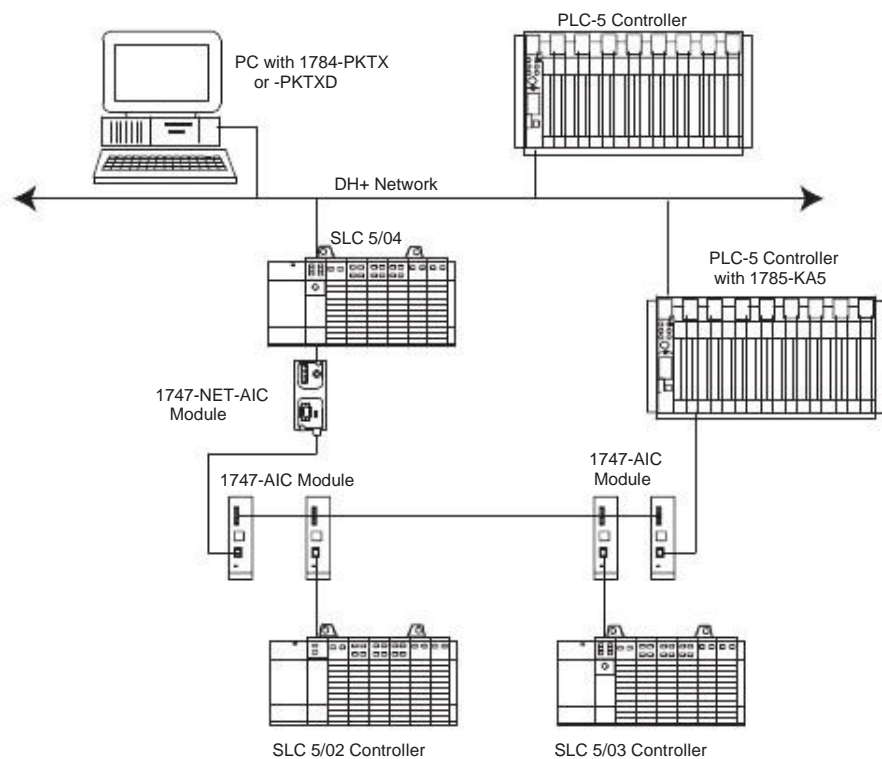 PLC-5 Controller
PC with 1784-PKTX
or -PKTXD
DH+ Network
SLC 5/04
PLC-5 Controller
with 1785-KA5
1747-NET-AIC
Module
1747-AIC Module
1747-AIC
Module
SLC 5/02 Controller
SLC 5/03 Controller